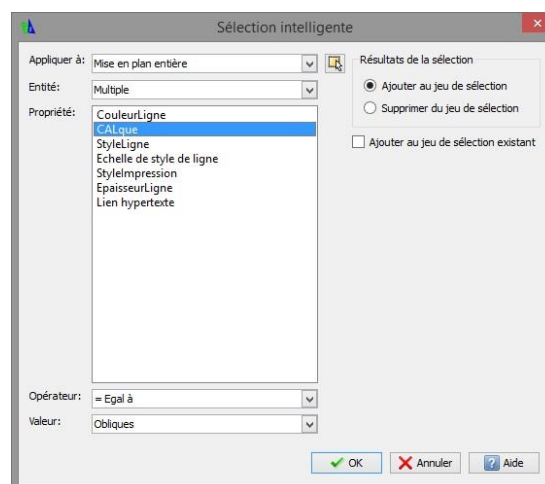 Sélection intelligente
Appliquer à: Mise en plan entière
Entité: Multiple
Propriété:
CouleurLigne
CALque
StyleLigne
Echelle de style de ligne
StyleImpression
EpaisseurLigne
Lien hypertexte
Opérateur: = Egal à
Valeur: Obliques
Résultats de la sélection
Ajouter au jeu de sélection
Supprimer du jeu de sélection
Ajouter au jeu de sélection existant
OK Annuler Aide